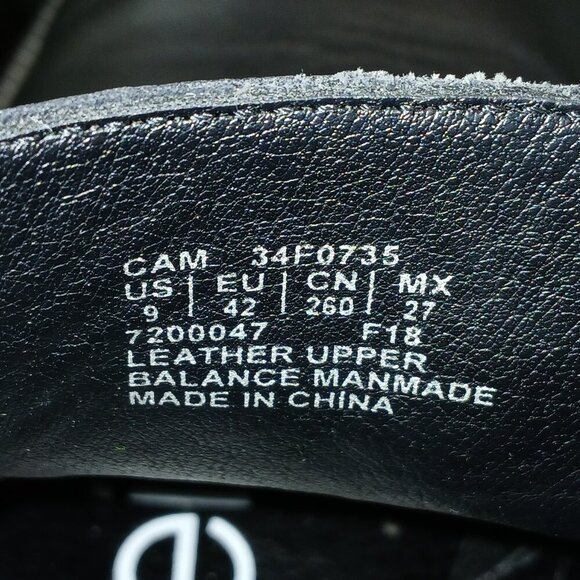 CAM 34F0735
US | EU | CN | MX
9 | 42 | 260 | 27
7200047 F18
LEATHER UPPER
BALANCE MANMADE
MADE IN CHINA